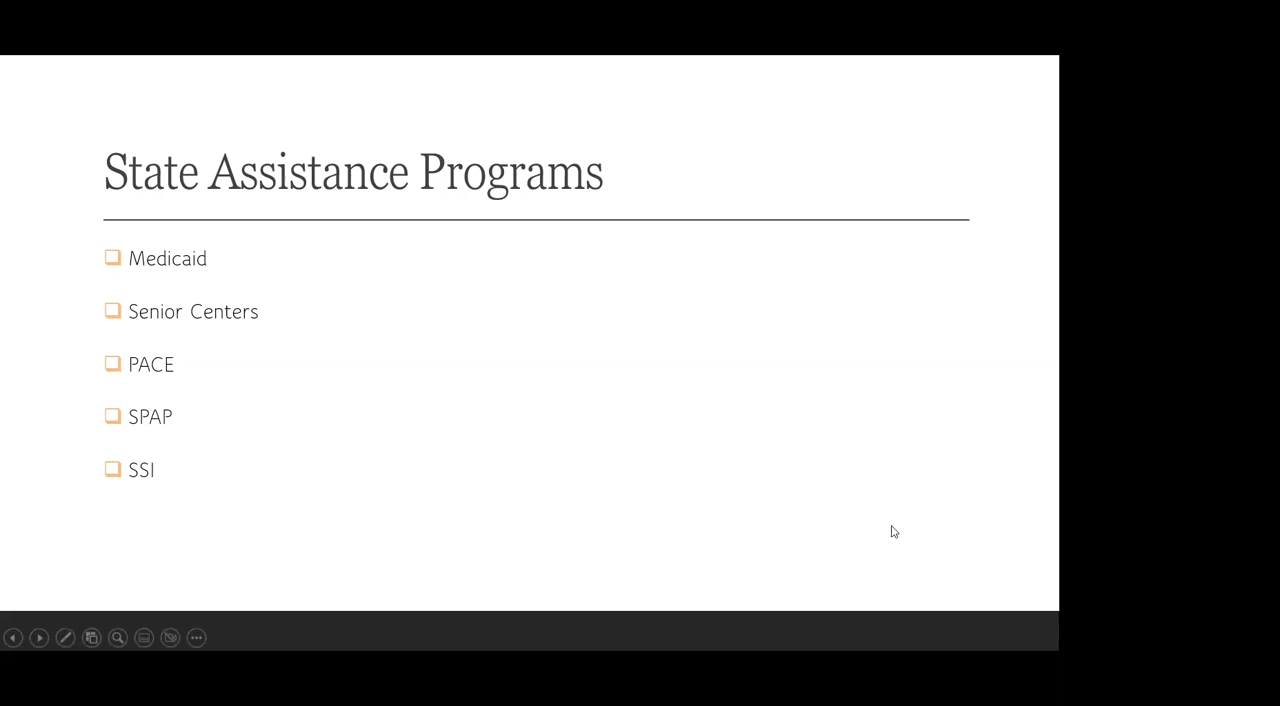 State Assistance Programs
Medicaid
Senior Centers
PACE
SPAP
SSI